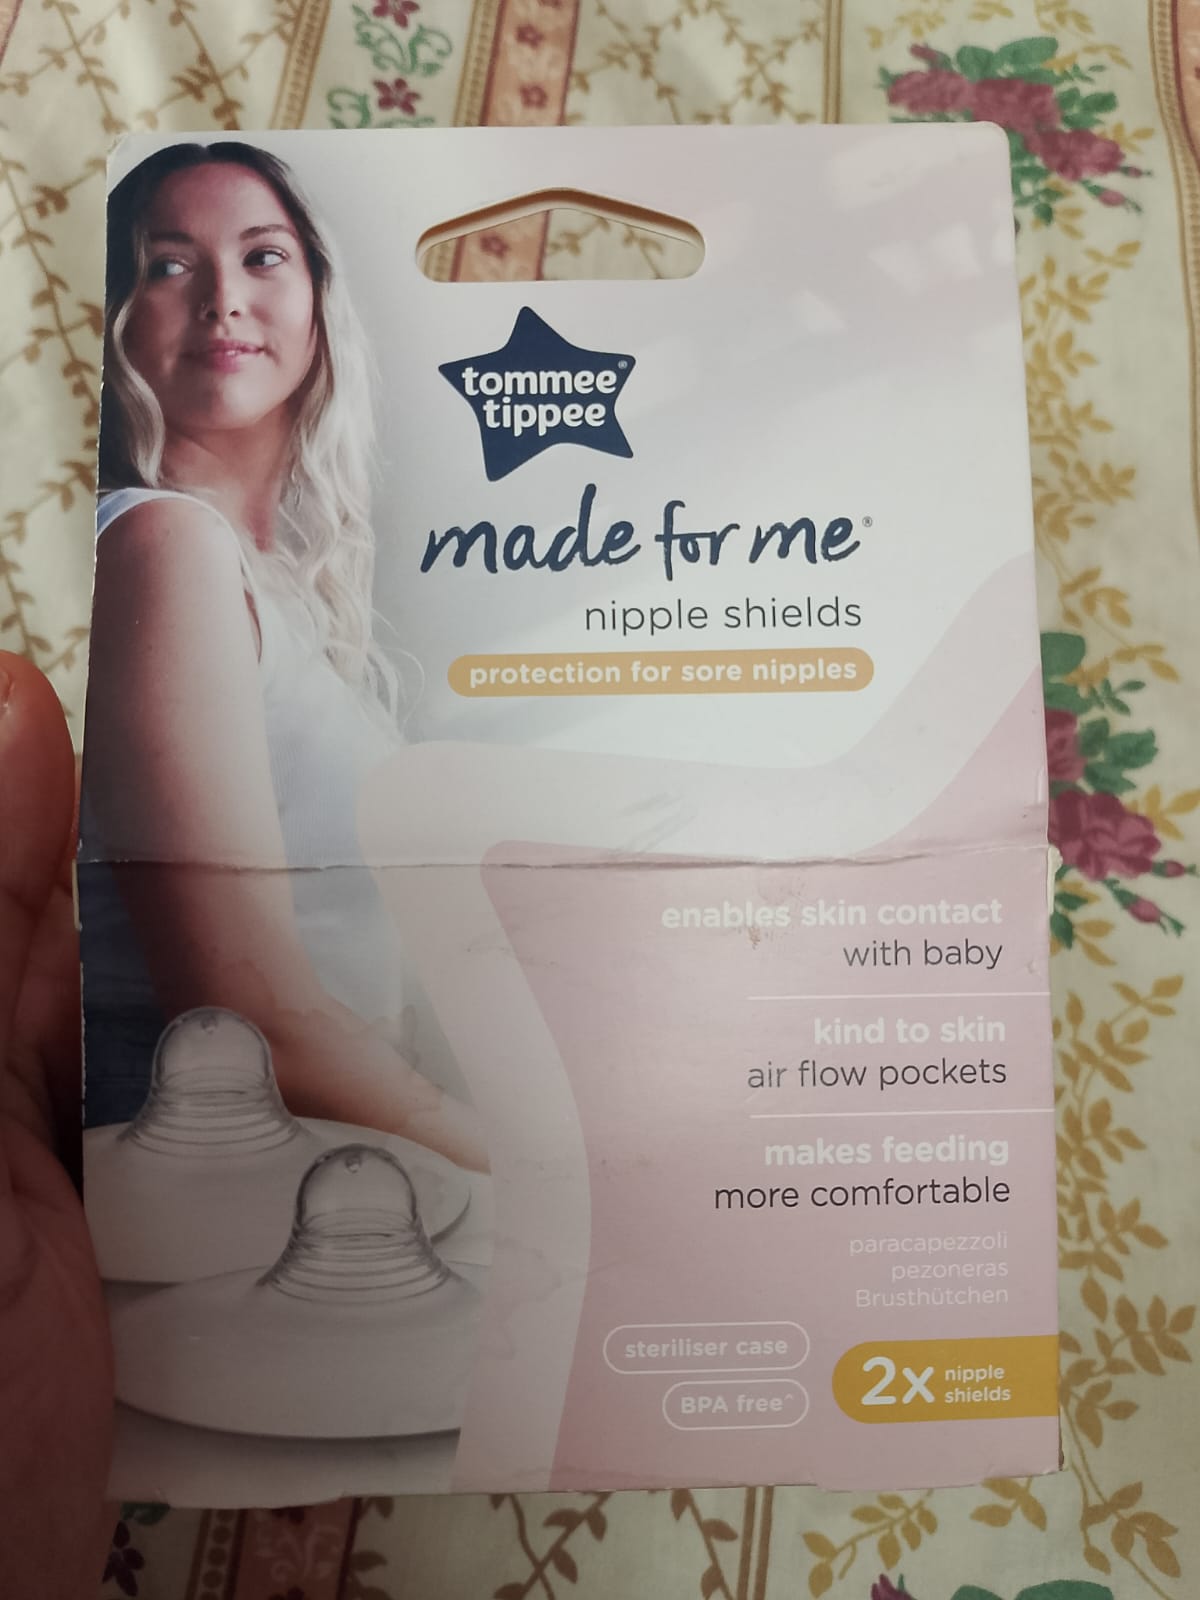 tommee®
tippee
made for me®
nipple shields
protection for sore nipples
enables skin contact
with baby
kind to skin
air flow pockets
makes feeding
more comfortable
paracapezzoli
pezoneras
Brusthütchen
steriliser case
BPA free^
2x nipple
shields